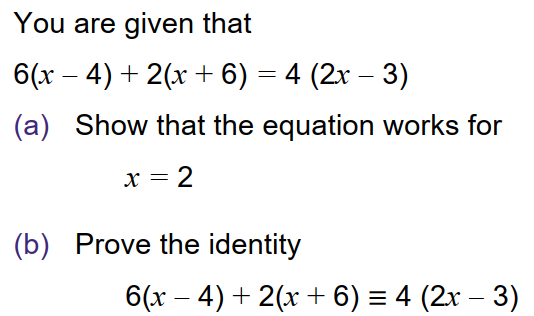 You are given that
6(x – 4) + 2(x + 6) = 4 (2x – 3)
(a) Show that the equation works for
x = 2
(b) Prove the identity
6(x – 4) + 2(x + 6) ≡ 4 (2x – 3)